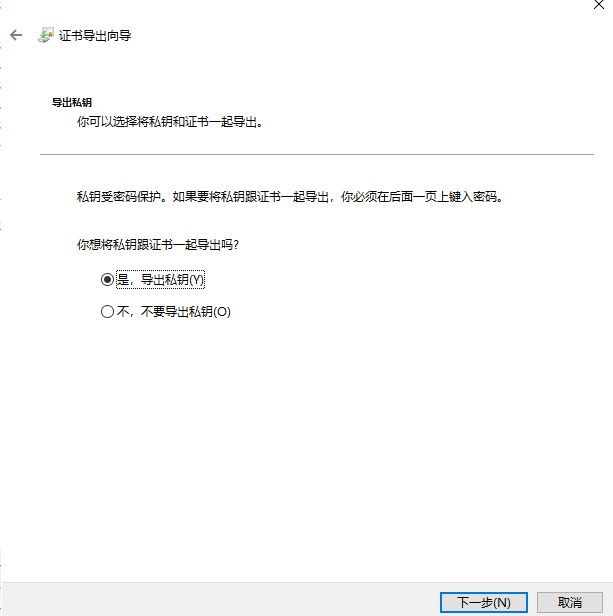 证书导出向导
导出私钥
你可以选择将私钥和证书一起导出。
私钥受密码保护。如果要将私钥跟证书一起导出，你必须在后面一页上键入密码。
你想将私钥跟证书一起导出吗?
是，导出私钥(Y)
不，不要导出私钥(O)
下一步(N)
取消